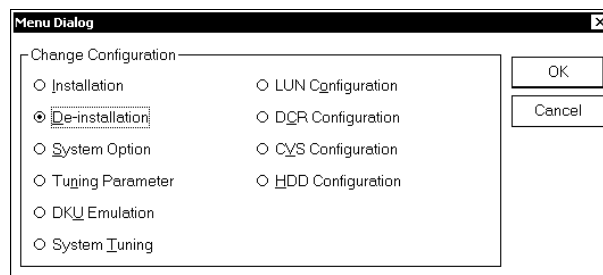 Menu Dialog
Change Configuration
Installation
De-installation
System Option
Tuning Parameter
DKU Emulation
System Tuning
LUN Configuration
DCR Configuration
CVS Configuration
HDD Configuration
OK
Cancel